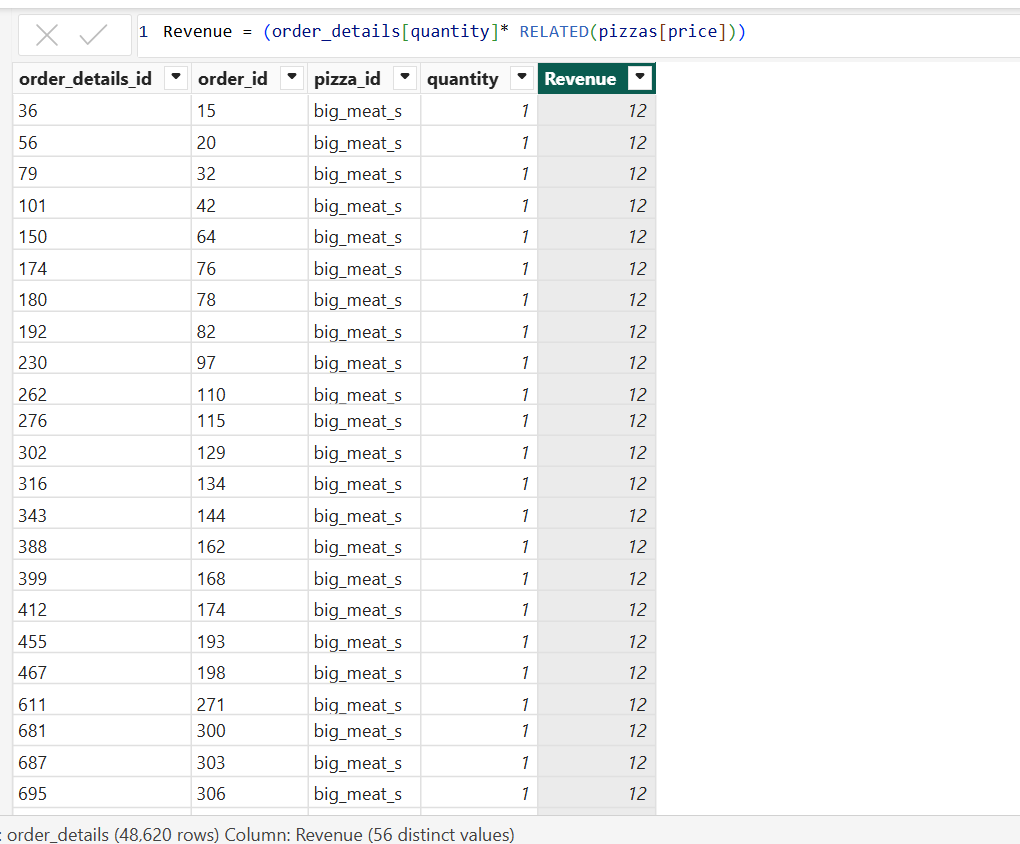 1 Revenue = (order_details[quantity]* RELATED(pizzas[price]))
order_details_id order_id pizza_id quantity Revenue
36 15 big_meat_s 1 12
56 20 big_meat_s 1 12
79 32 big_meat_s 1 12
101 42 big_meat_s 1 12
150 64 big_meat_s 1 12
174 76 big_meat_s 1 12
180 78 big_meat_s 1 12
192 82 big_meat_s 1 12
230 97 big_meat_s 1 12
262 110 big_meat_s 1 12
276 115 big_meat_s 1 12
302 129 big_meat_s 1 12
316 134 big_meat_s 1 12
343 144 big_meat_s 1 12
388 162 big_meat_s 1 12
399 168 big_meat_s 1 12
412 174 big_meat_s 1 12
455 193 big_meat_s 1 12
467 198 big_meat_s 1 12
611 271 big_meat_s 1 12
681 300 big_meat_s 1 12
687 303 big_meat_s 1 12
695 306 big_meat_s 1 12
: order_details (48,620 rows) Column: Revenue (56 distinct values)